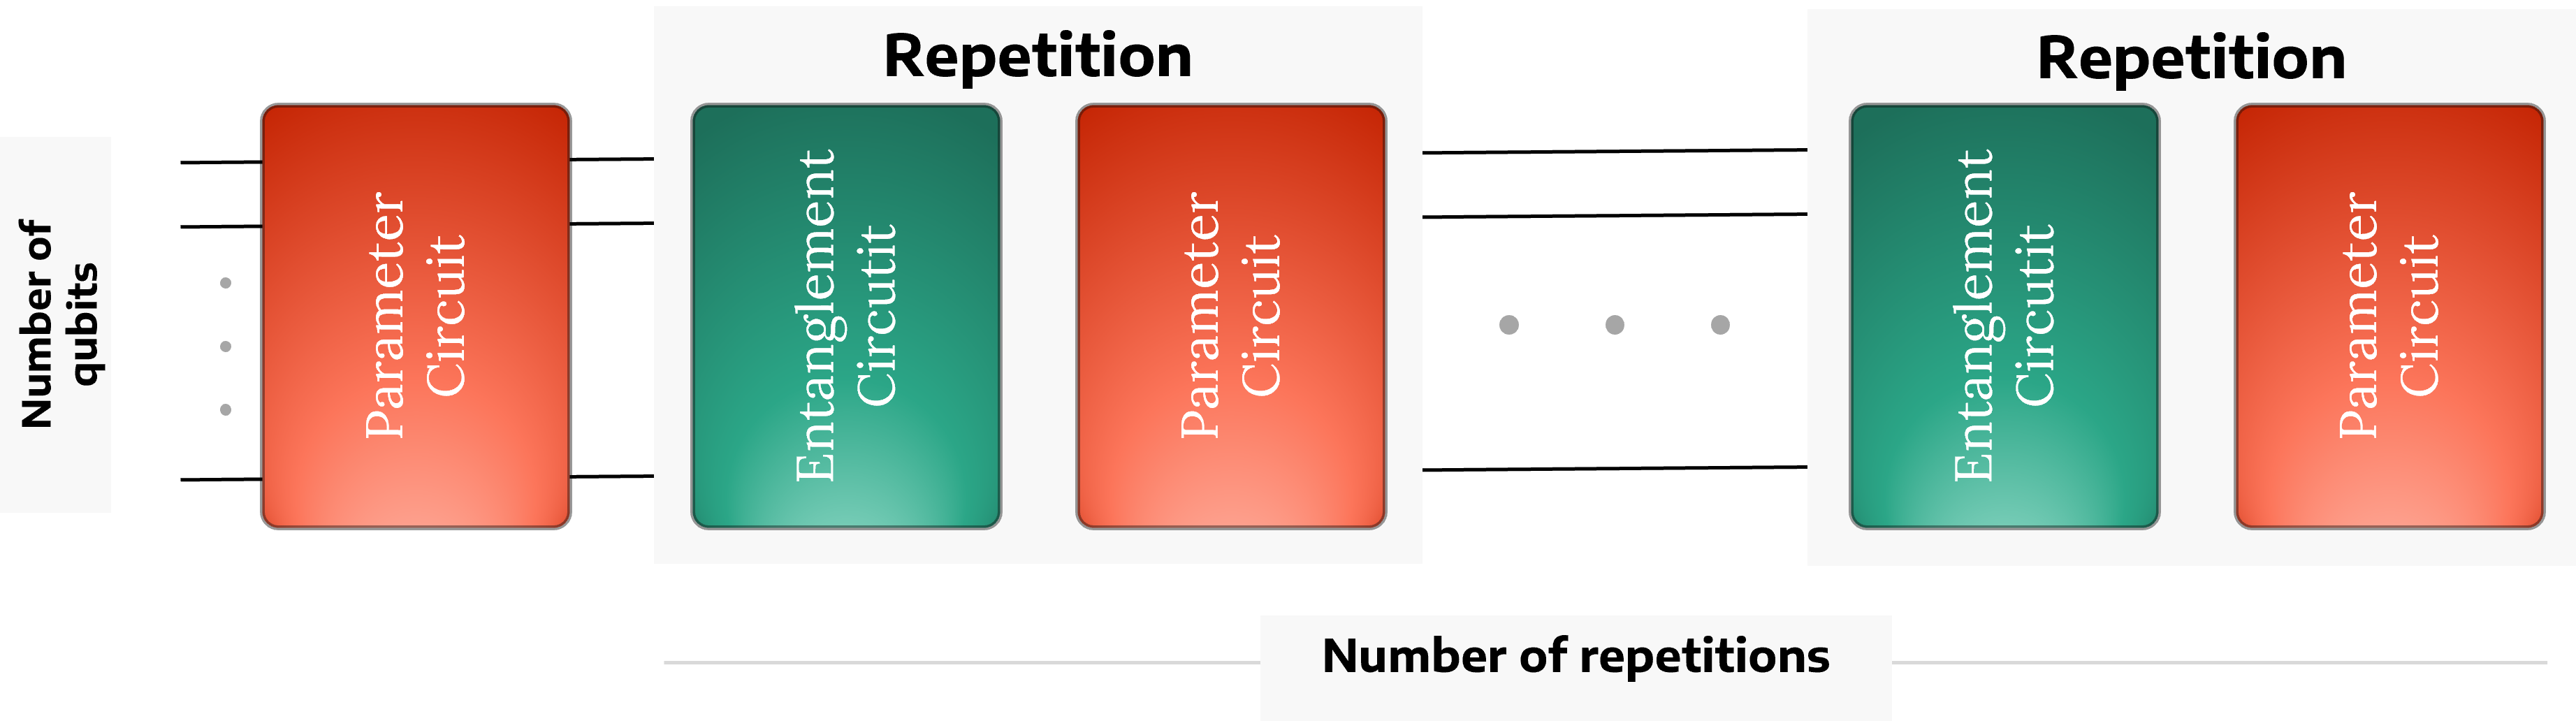 Repetition
Repetition
Number of
qubits
Parameter
Circuit
Entanglement
Circutit
Parameter
Circuit
Entanglement
Circutit
Parameter
Circuit
Number of repetitions